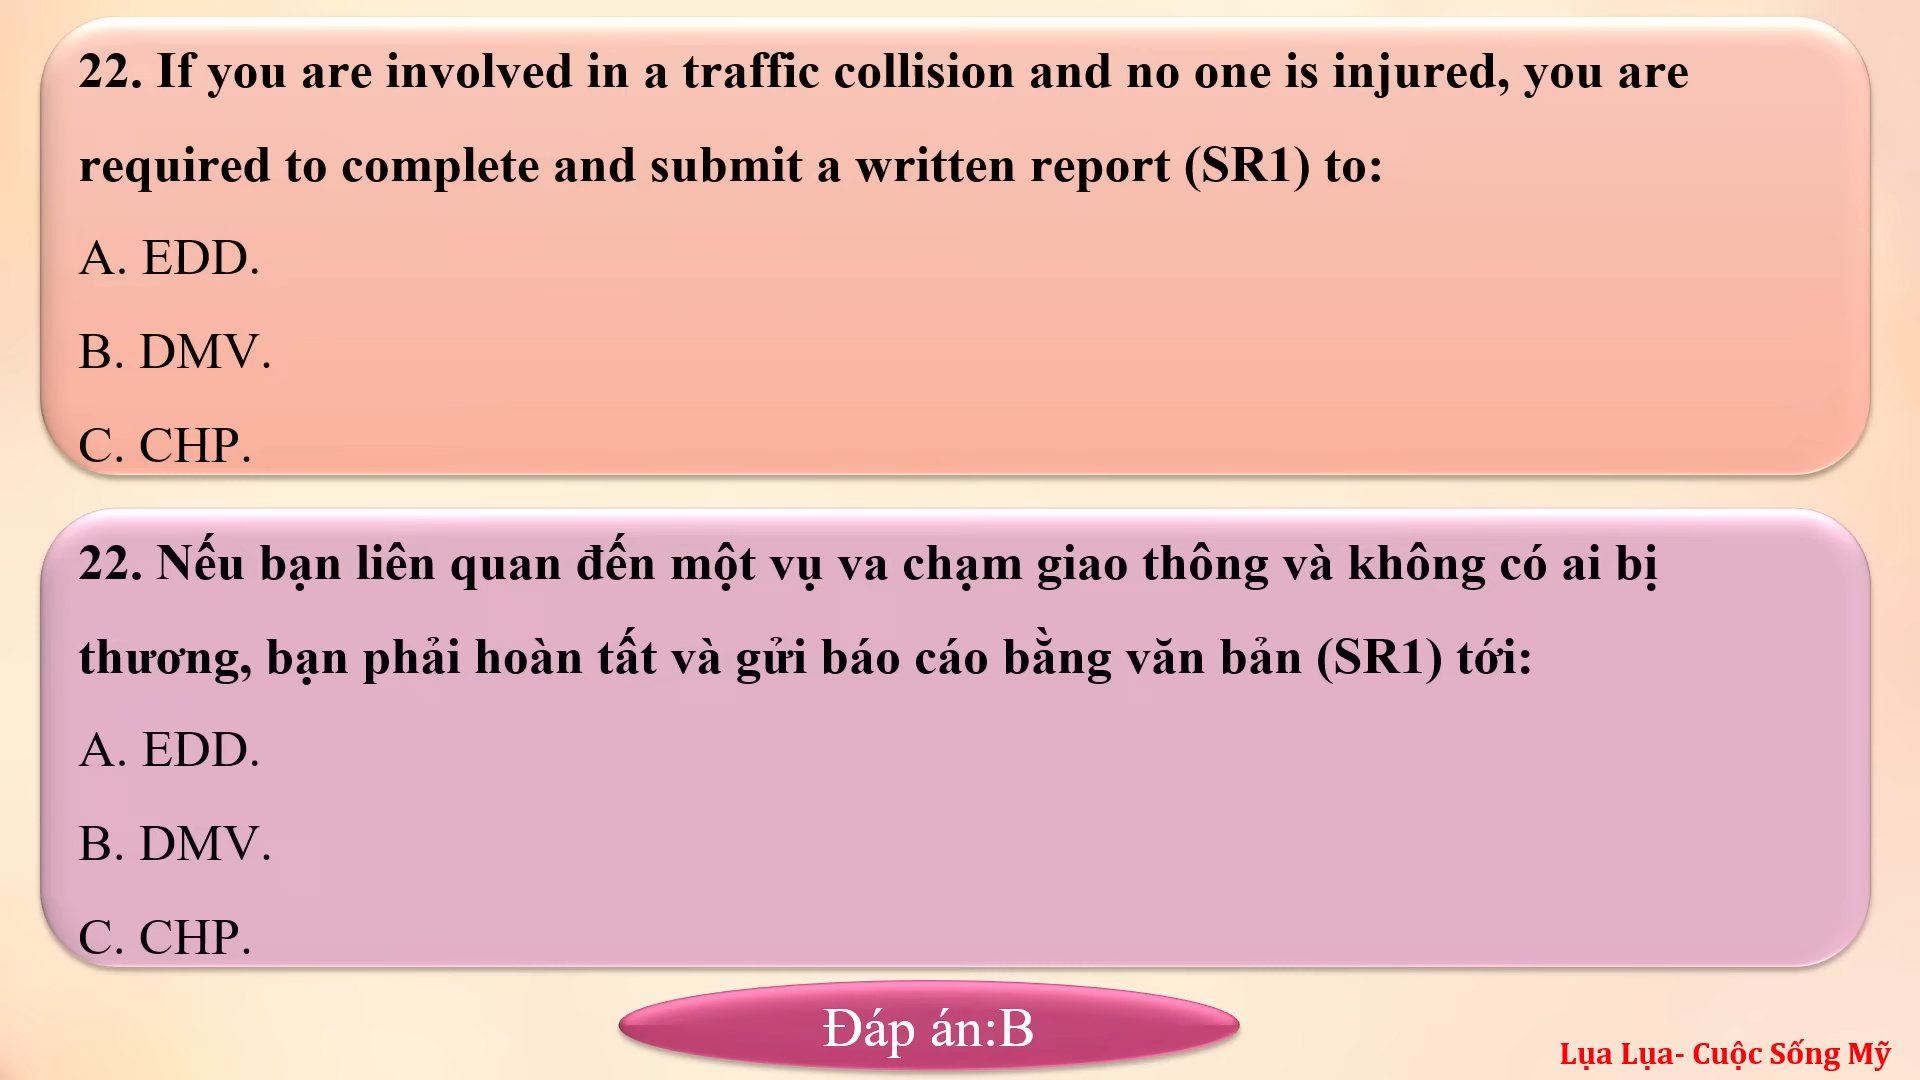 22. If you are involved in a traffic collision and no one is injured, you are
required to complete and submit a written report (SR1) to:
A. EDD.
B. DMV.
C. CHP.
22. Nếu bạn liên quan đến một vụ va chạm giao thông và không có ai bị
thương, bạn phải hoàn tất và gửi báo cáo bằng văn bản (SR1) tới:
A. EDD.
B. DMV.
C. CHP.
Đáp án:B
Lụa Lụa- Cuộc Sống Mỹ